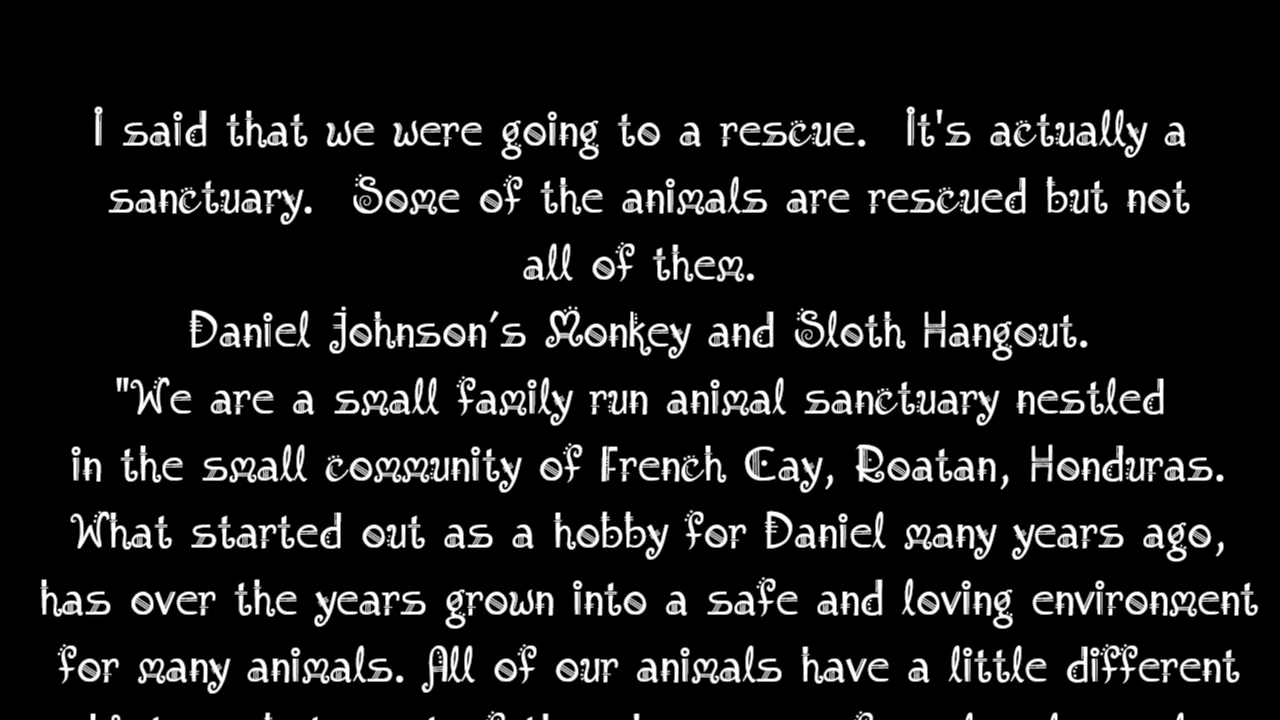 I said that we were going to a rescue. It's actually a
sanctuary. Some of the animals are rescued but not
all of them.
Daniel Johnson's Monkey and Sloth Hangout.
"We are a small family run animal sanctuary nestled
in the small community of French Cay, Roatan, Honduras.
What started out as a hobby for Daniel many years ago,
has over the years grown into a safe and loving environment
for many animals. All of our animals have a little different